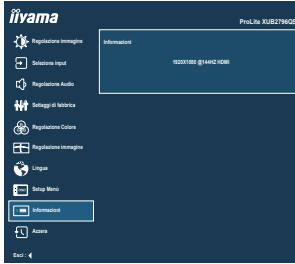 iiyama
ProLite XUB2796QS
Regolazione Immagine
Informazioni
Seleziona input
1920X1080 @144HZ HDMI
Regolazione Audio
Settaggi di fabbrica
Regolazione Colore
Regolazione Immagine
Lingua
Setup Menù
Informazioni
Azzera
Esci :